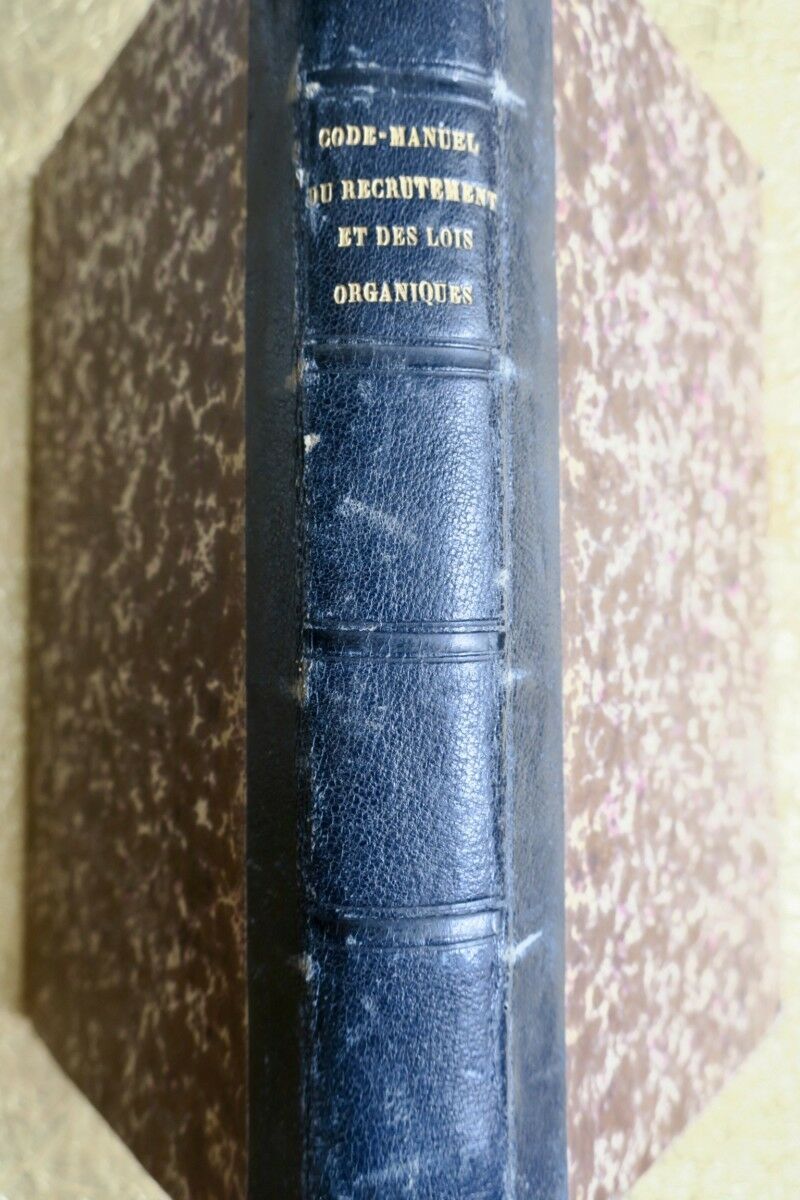 CODE-MANUEL
DU RECRUTEMENT
ET DES LOIS
ORGANIQUES